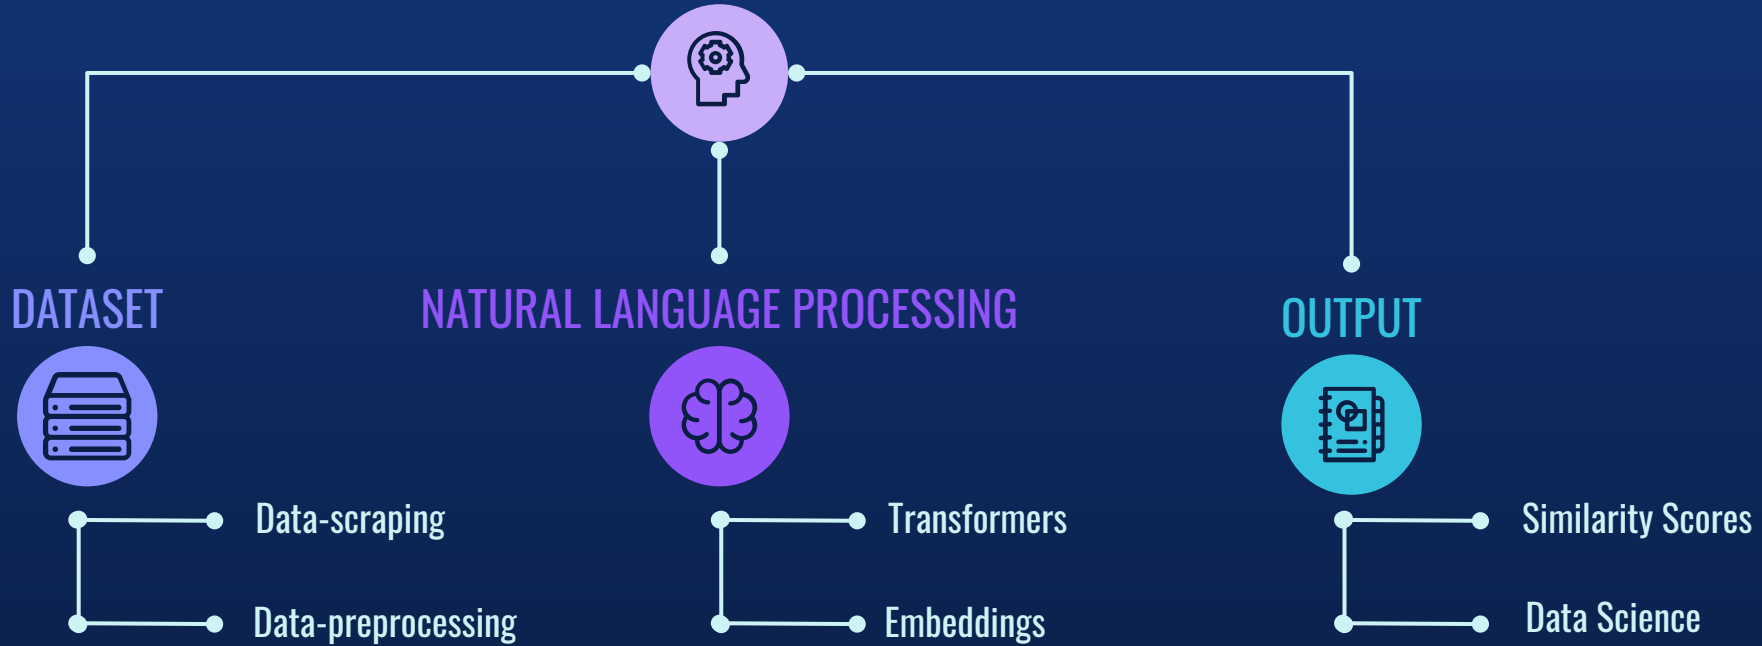 DATASET
NATURAL LANGUAGE PROCESSING
OUTPUT
Data-scraping
Data-preprocessing
Transformers
Embeddings
Similarity Scores
Data Science